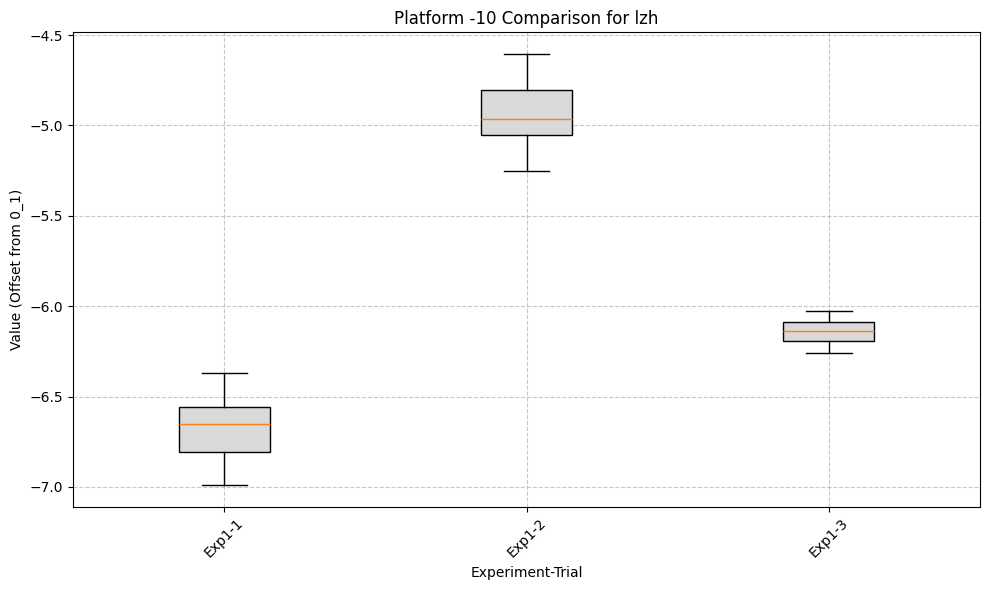 Platform -10 Comparison for lzh
Value (Offset from 0_1)
−4.5
−5.0
−5.5
−6.0
−6.5
−7.0
Exp1-1
Exp1-2
Exp1-3
Experiment-Trial